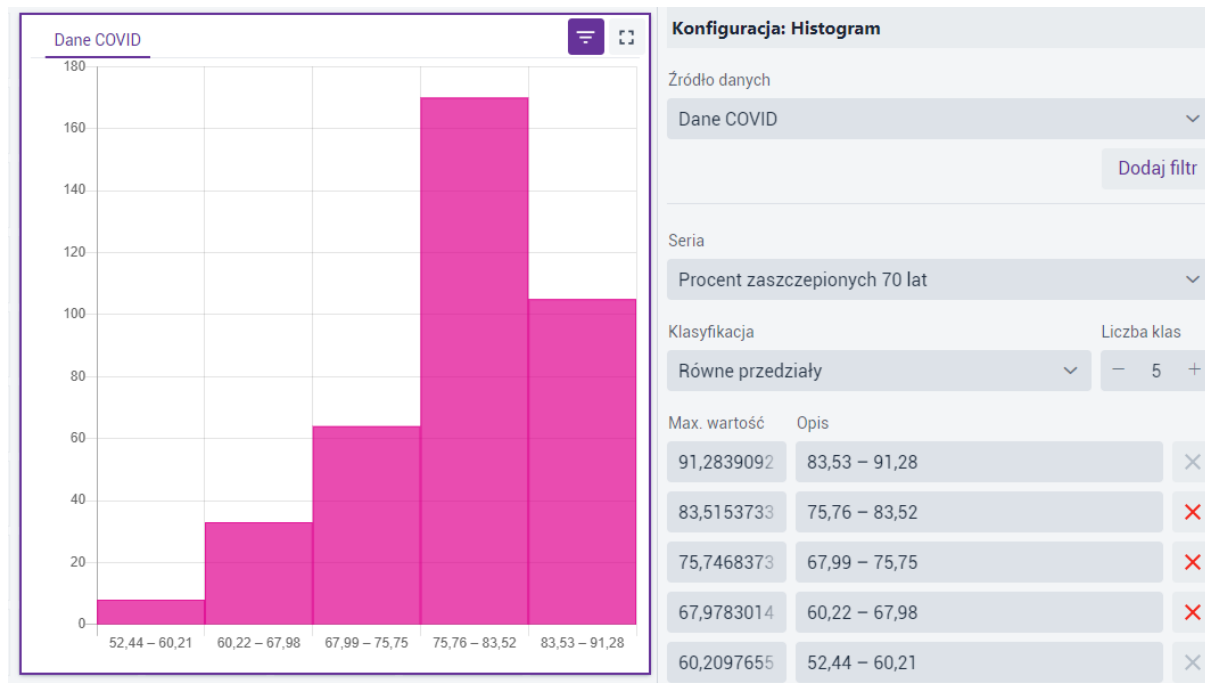 Dane COVID
180
160
140
120
100
80
60
40
20
0
52,44 – 60,21 60,22 – 67,98 67,99 – 75,75 75,76 – 83,52 83,53 – 91,28
Konfiguracja: Histogram
Źródło danych
Dane COVID
Dodaj filtr
Seria
Procent zaszczepionych 70 lat
Klasyfikacja Liczba klas
Równe przedziały − 5 +
Max. wartość Opis
91,2839092 83,53 – 91,28
83,5153733 75,76 – 83,52
75,7468373 67,99 – 75,75
67,9783014 60,22 – 67,98
60,2097655 52,44 – 60,21